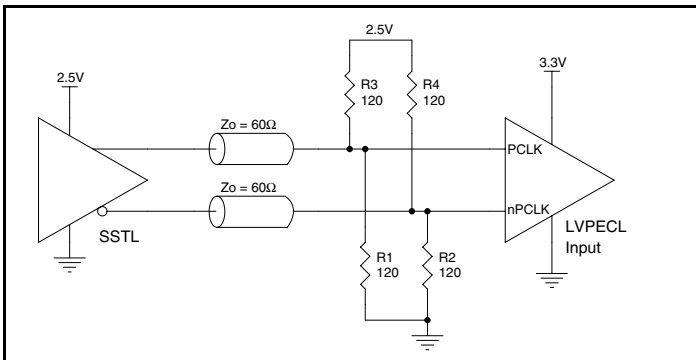 2.5V
3.3V
2.5V
R3
120
R4
120
Zo = 60Ω
PCLK
Zo = 60Ω
nPCLK
SSTL
LVPECL
Input
R1
120
R2
120